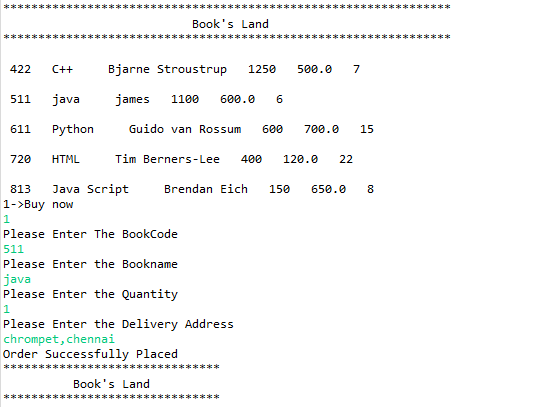 ****************************************************************
Book's Land
****************************************************************
422 C++ Bjarne Stroustrup 1250 500.0 7
511 java james 1100 600.0 6
611 Python Guido van Rossum 600 700.0 15
720 HTML Tim Berners-Lee 400 120.0 22
813 Java Script Brendan Eich 150 650.0 8
1->Buy now
1
Please Enter The BookCode
511
Please Enter the Bookname
java
Please Enter the Quantity
1
Please Enter the Delivery Address
chrompet,chennai
Order Successfully Placed
*******************************
Book's Land
*******************************